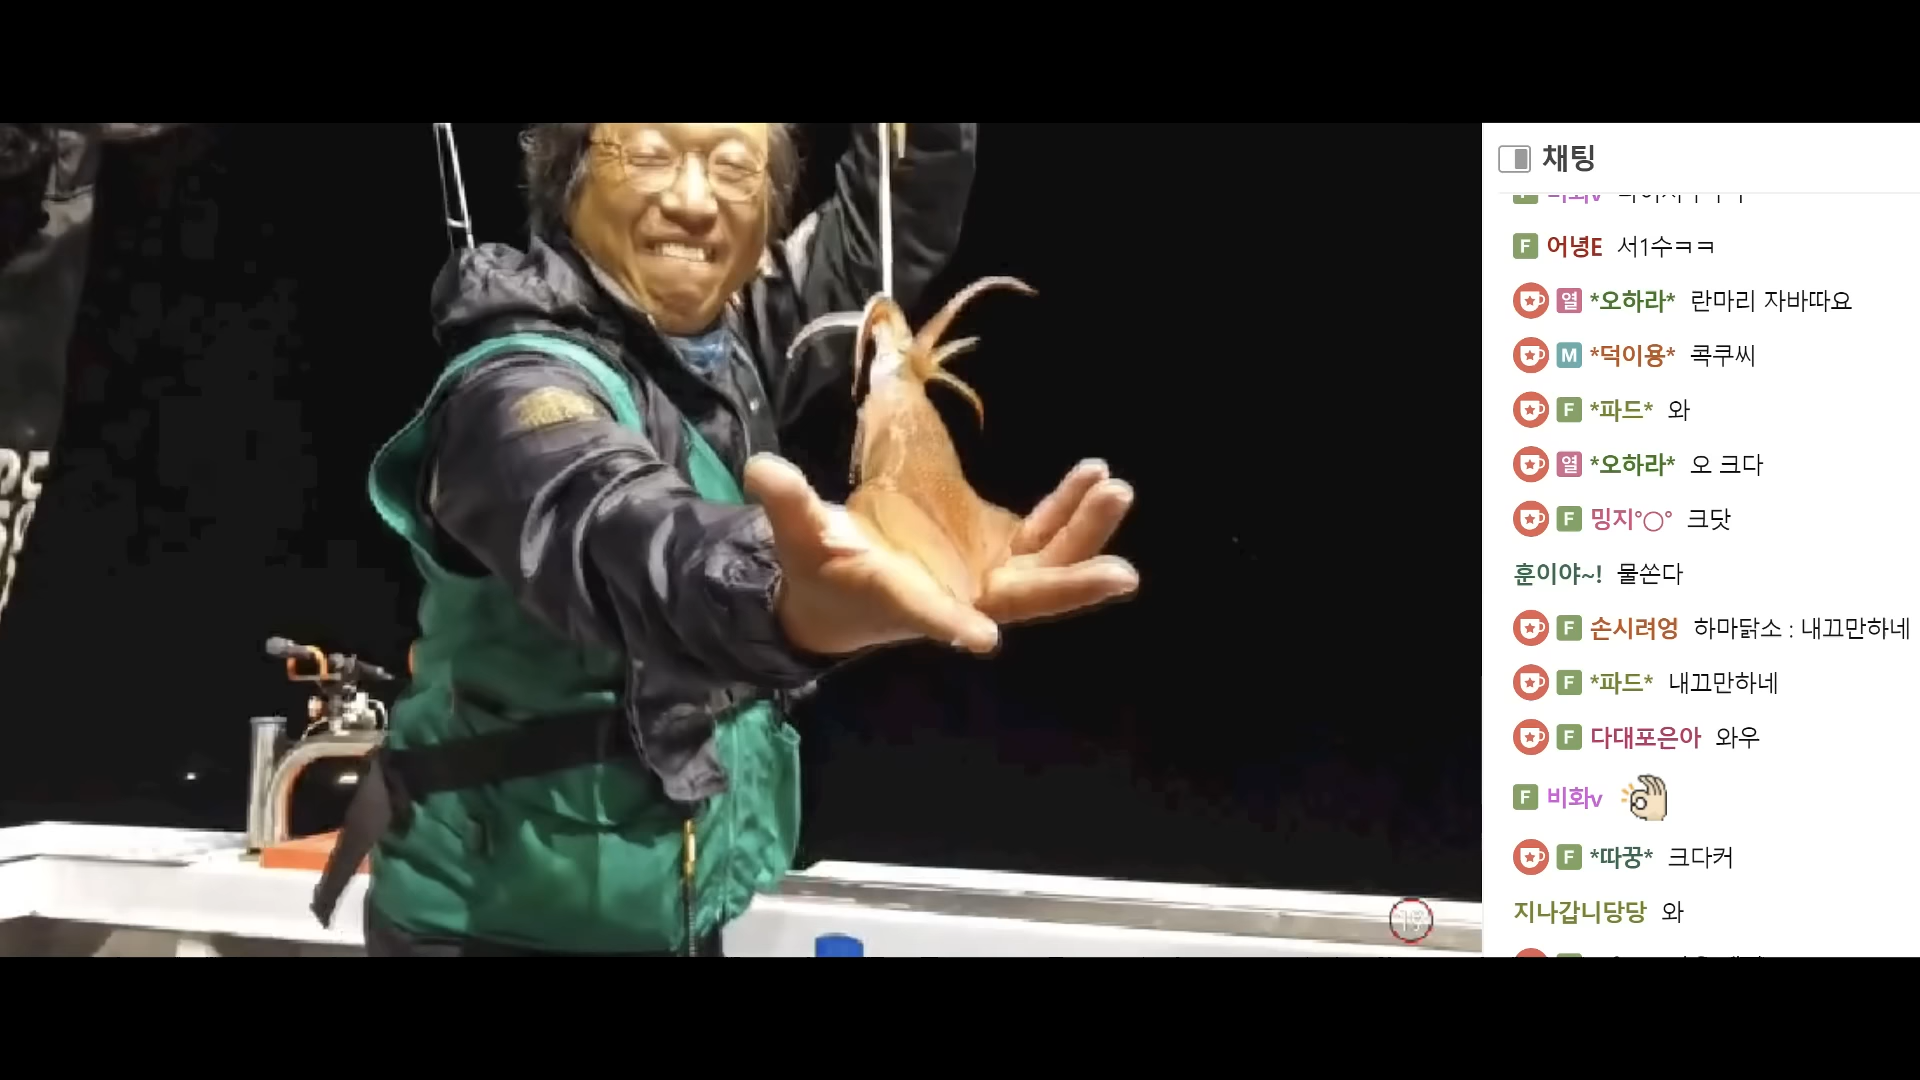 채팅
F 어녕E 서1수ㅋㅋ
열 *오하라* 란마리 자바따요
M *덕이용* 콕쿠씨
F *파드* 와
열 *오하라* 오 크다
F 밍지°○° 크닷
훈이야~! 물쏜다
F 손시려엉 하마닭소 : 내끄만하네
F *파드* 내끄만하네
F 다대포은아 와우
F 비화v
F *따꿍* 크다커
지나갑니당당 와
19